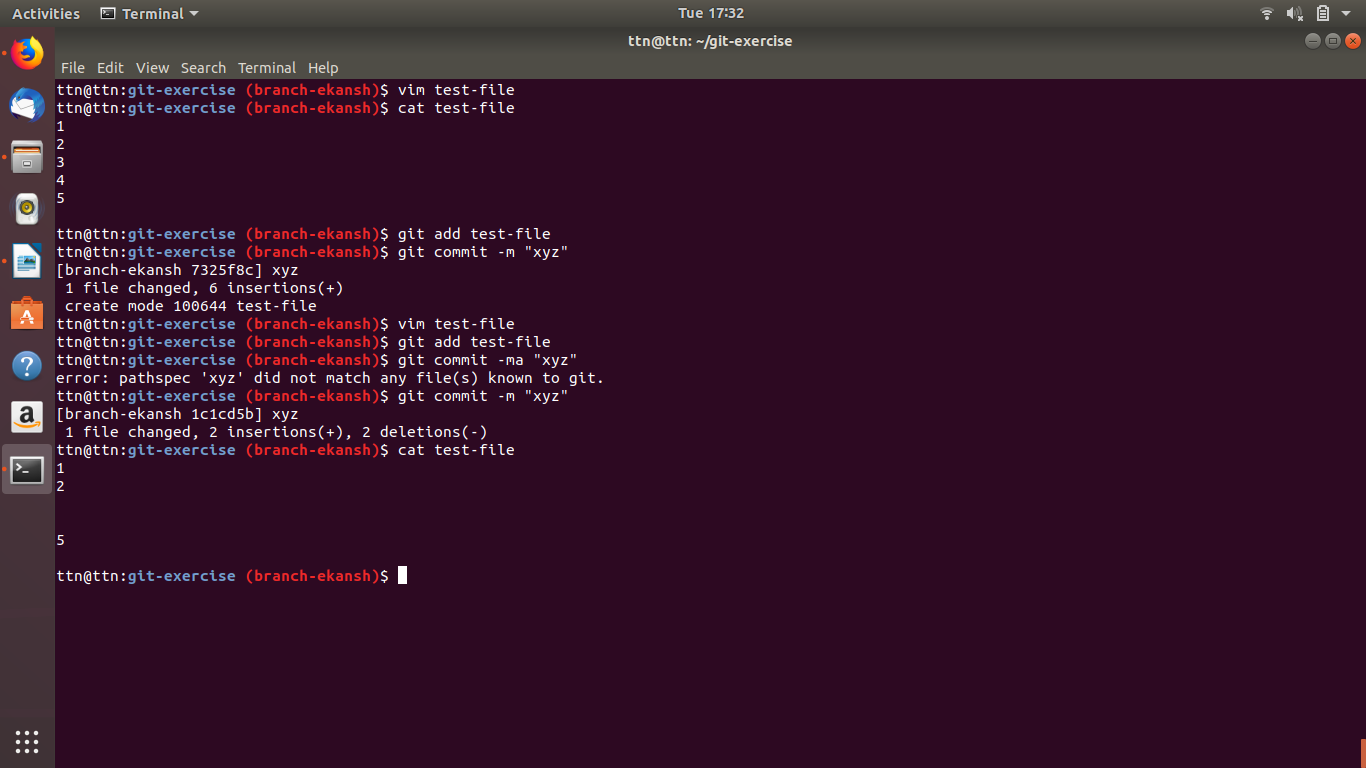 Activities Terminal Tue 17:32
ttn@ttn: ~/git-exercise
File Edit View Search Terminal Help
ttn@ttn:git-exercise (branch-ekansh)$ vim test-file
ttn@ttn:git-exercise (branch-ekansh)$ cat test-file
1
2
3
4
5
ttn@ttn:git-exercise (branch-ekansh)$ git add test-file
ttn@ttn:git-exercise (branch-ekansh)$ git commit -m "xyz"
[branch-ekansh 7325f8c] xyz
1 file changed, 6 insertions(+)
create mode 100644 test-file
ttn@ttn:git-exercise (branch-ekansh)$ vim test-file
ttn@ttn:git-exercise (branch-ekansh)$ git add test-file
ttn@ttn:git-exercise (branch-ekansh)$ git commit -ma "xyz"
error: pathspec 'xyz' did not match any file(s) known to git.
ttn@ttn:git-exercise (branch-ekansh)$ git commit -m "xyz"
[branch-ekansh 1c1cd5b] xyz
1 file changed, 2 insertions(+), 2 deletions(-)
ttn@ttn:git-exercise (branch-ekansh)$ cat test-file
1
2
5
ttn@ttn:git-exercise (branch-ekansh)$